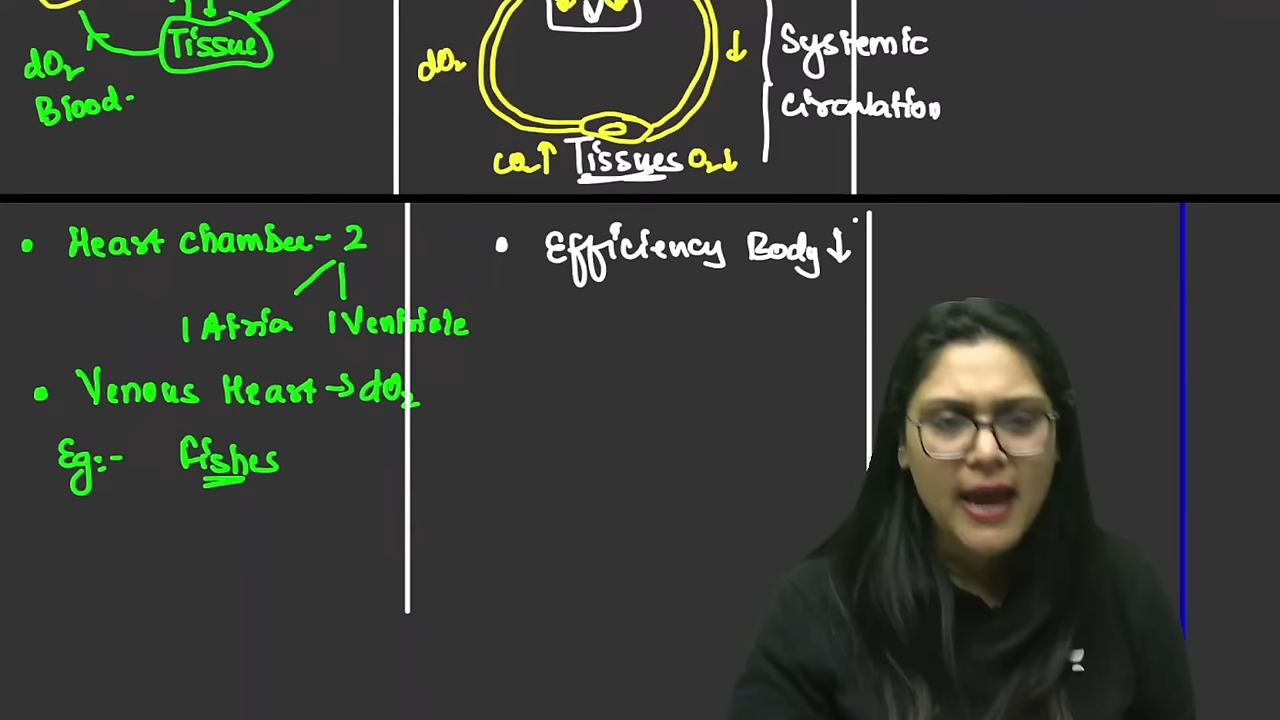 Tissue
dO2
Blood-
V
dO2
↓
Systemic
Circulation
CO2↑ Tissues O2↓
• Heart Chamber - 2
1 Atria 1 Ventricle
• Venous Heart → dO2
Eg:- fishes
• Efficiency Body ↓